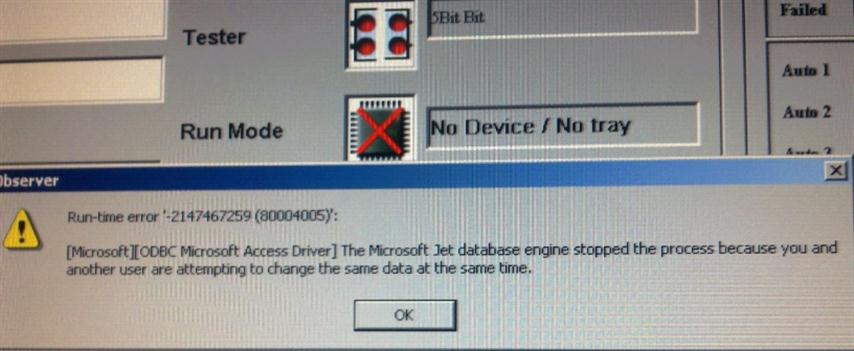 Failed
5Bit Bit
Tester
Auto 1
Auto 2
Run Mode
No Device / No tray
Observer
Run-time error '-2147467259 (80004005)':
[Microsoft][ODBC Microsoft Access Driver] The Microsoft Jet database engine stopped the process because you and
another user are attempting to change the same data at the same time.
OK